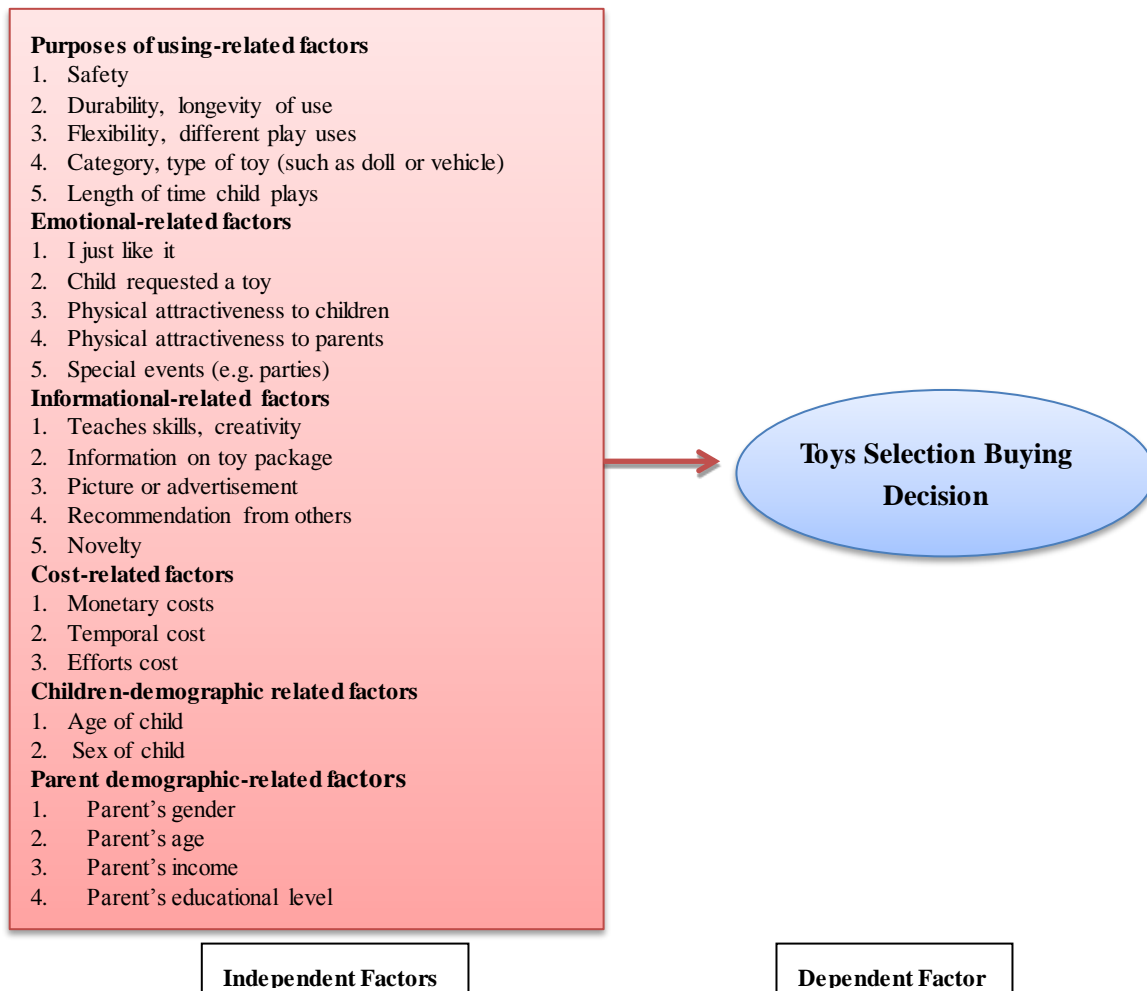 Purposes of using-related factors
1. Safety
2. Durability, longevity of use
3. Flexibility, different play uses
4. Category, type of toy (such as doll or vehicle)
5. Length of time child plays
Emotional-related factors
1. I just like it
2. Child requested a toy
3. Physical attractiveness to children
4. Physical attractiveness to parents
5. Special events (e.g. parties)
Informational-related factors
1. Teaches skills, creativity
2. Information on toy package
3. Picture or advertisement
4. Recommendation from others
5. Novelty
Cost-related factors
1. Monetary costs
2. Temporal cost
3. Efforts cost
Children-demographic related factors
1. Age of child
2. Sex of child
Parent demographic-related factors
1. Parent’s gender
2. Parent’s age
3. Parent’s income
4. Parent’s educational level
Toys Selection Buying
Decision
Independent Factors
Dependent Factor